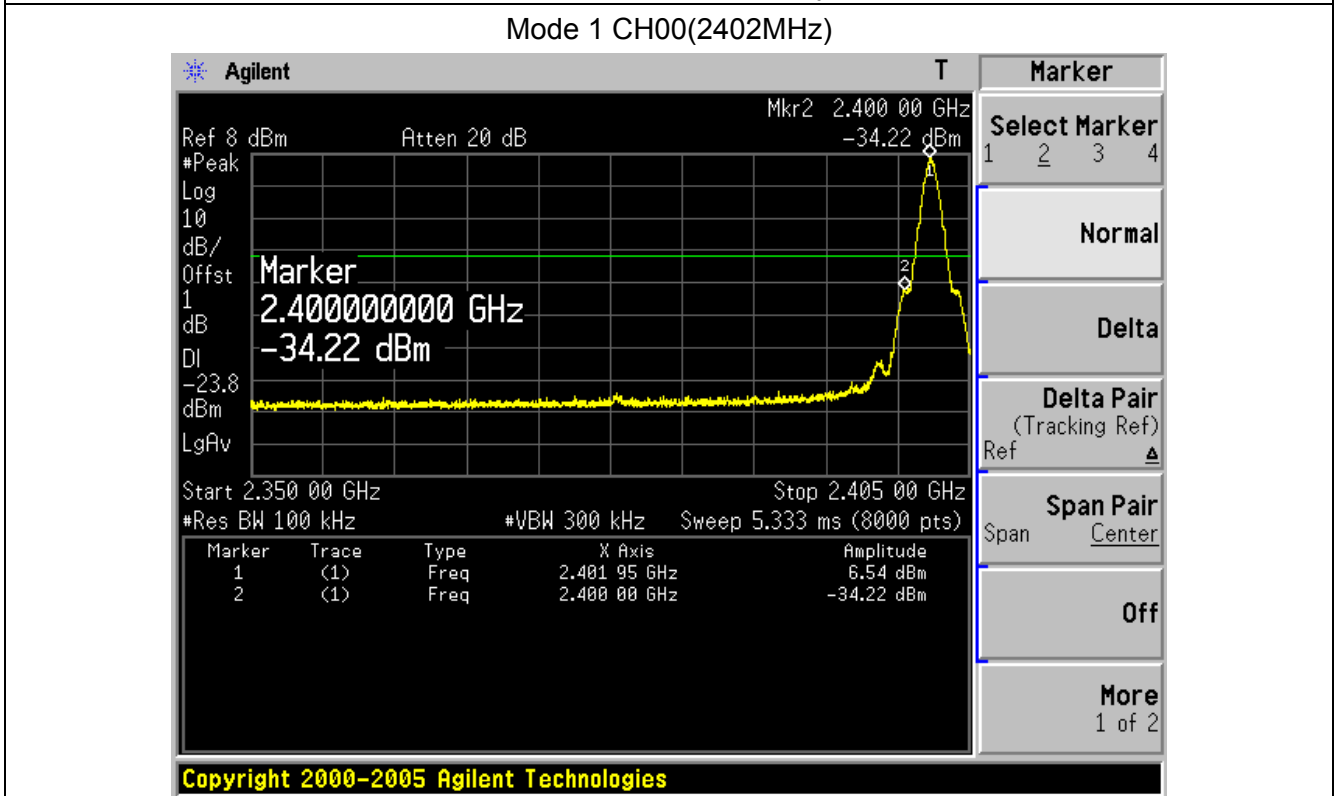 Mode 1 CH00(2402MHz)
Agilent T Marker
Mkr2 2.400 00 GHz
Ref 8 dBm Atten 20 dB -34.22 dBm
#Peak
Log
10
dB/
Offst
1
dB
DI
-23.8
dBm
LgAv
1
2
Marker
2.400000000 GHz
-34.22 dBm
Start 2.350 00 GHz Stop 2.405 00 GHz
#Res BW 100 kHz #VBW 300 kHz Sweep 5.333 ms (8000 pts)
Marker Trace Type X Axis Amplitude
1 (1) Freq 2.401 95 GHz 6.54 dBm
2 (1) Freq 2.400 00 GHz -34.22 dBm
Select Marker
1 2 3 4
Normal
Delta
Delta Pair
(Tracking Ref)
Ref Δ
Span Pair
Span Center
Off
More
1 of 2
Copyright 2000-2005 Agilent Technologies